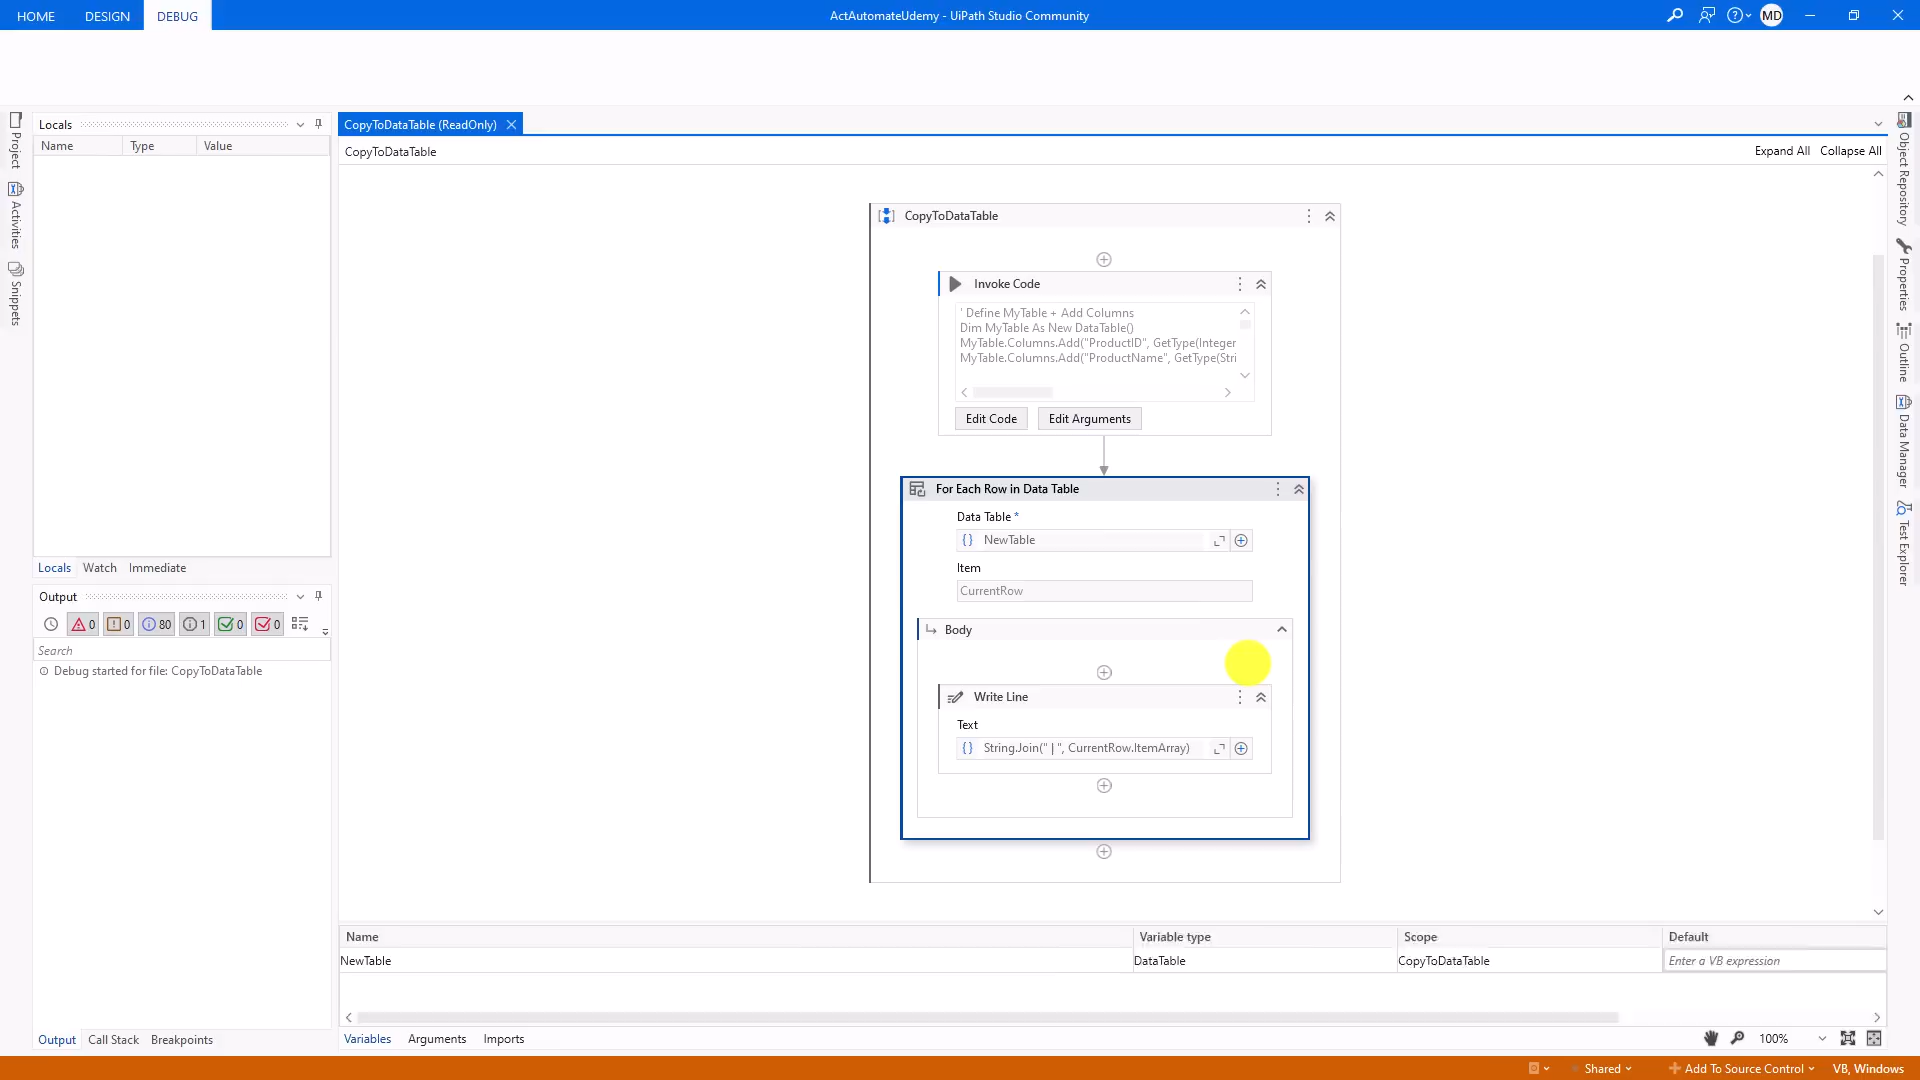 HOME DESIGN DEBUG
ActAutomateUdemy - UiPath Studio Community
MD
Project
Activities
Snippets
Locals
Name Type Value
Locals Watch Immediate
Output
0 0 80 1 0 0
Search
Debug started for file: CopyToDataTable
Output Call Stack Breakpoints
CopyToDataTable (ReadOnly)
CopyToDataTable
Expand All Collapse All
CopyToDataTable
Invoke Code
' Define MyTable + Add Columns
Dim MyTable As New DataTable()
MyTable.Columns.Add("ProductID", GetType(Integer
MyTable.Columns.Add("ProductName", GetType(Stri
Edit Code Edit Arguments
For Each Row in Data Table
Data Table *
{} NewTable
Item
CurrentRow
Body
Write Line
Text
{} String.Join(" | ", CurrentRow.ItemArray)
Name Variable type Scope Default
NewTable DataTable CopyToDataTable Enter a VB expression
Variables Arguments Imports
100%
Object Repository
Properties
Outline
Data Manager
Test Explorer
Shared Add To Source Control VB, Windows